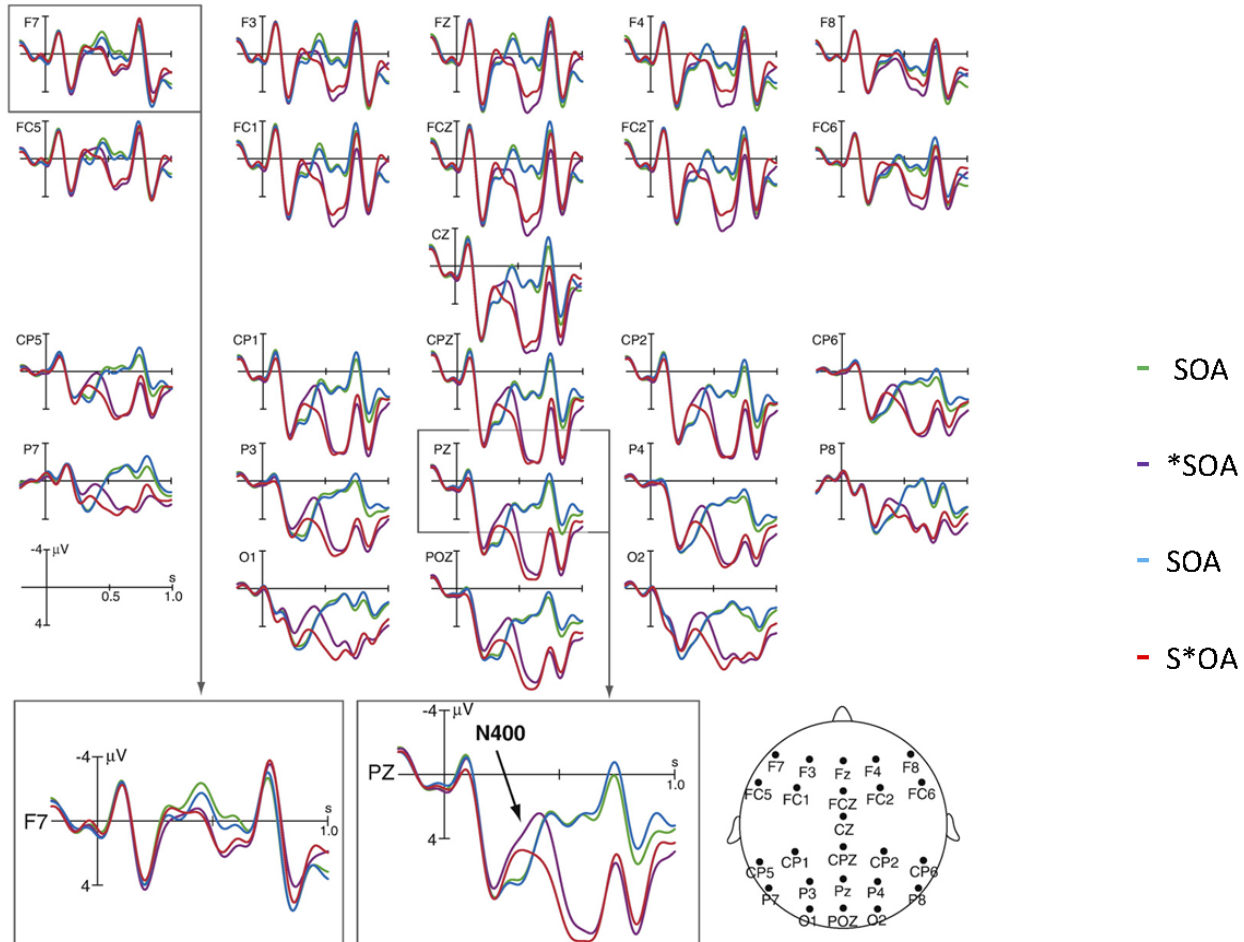 F7 F3 FZ F4 F8
FC5 FC1 FCZ FC2 FC6
CZ
CP5 CP1 CPZ CP2 CP6
P7 P3 PZ P4 P8
-4 μV
s
0.5 1.0
4
O1 POZ O2
SOA
*SOA
SOA
S*OA
-4 μV
F7
s
1.0
4
-4 μV
N400
PZ
s
1.0
4
F7 F3 Fz F4 F8
FC5 FC1 FCZ FC2 FC6
CZ
CP5 CP1 CPZ CP2 CP6
P7 P3 Pz P4 P8
O1 POZ O2